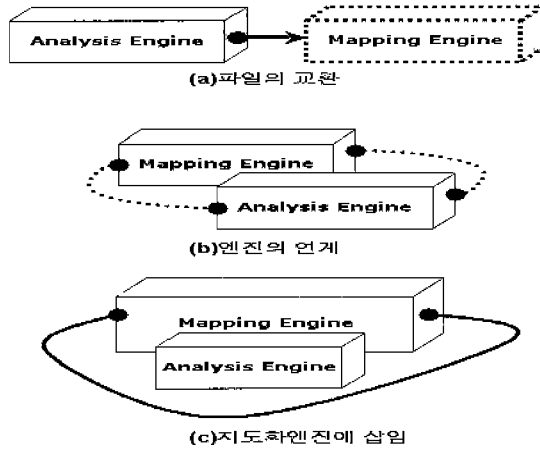 Analysis Engine
Mapping Engine
(a)파일의 교환
Mapping Engine
Analysis Engine
(b)엔진의 언계
Mapping Engine
Analysis Engine
(c)지도화엔진에 삽입